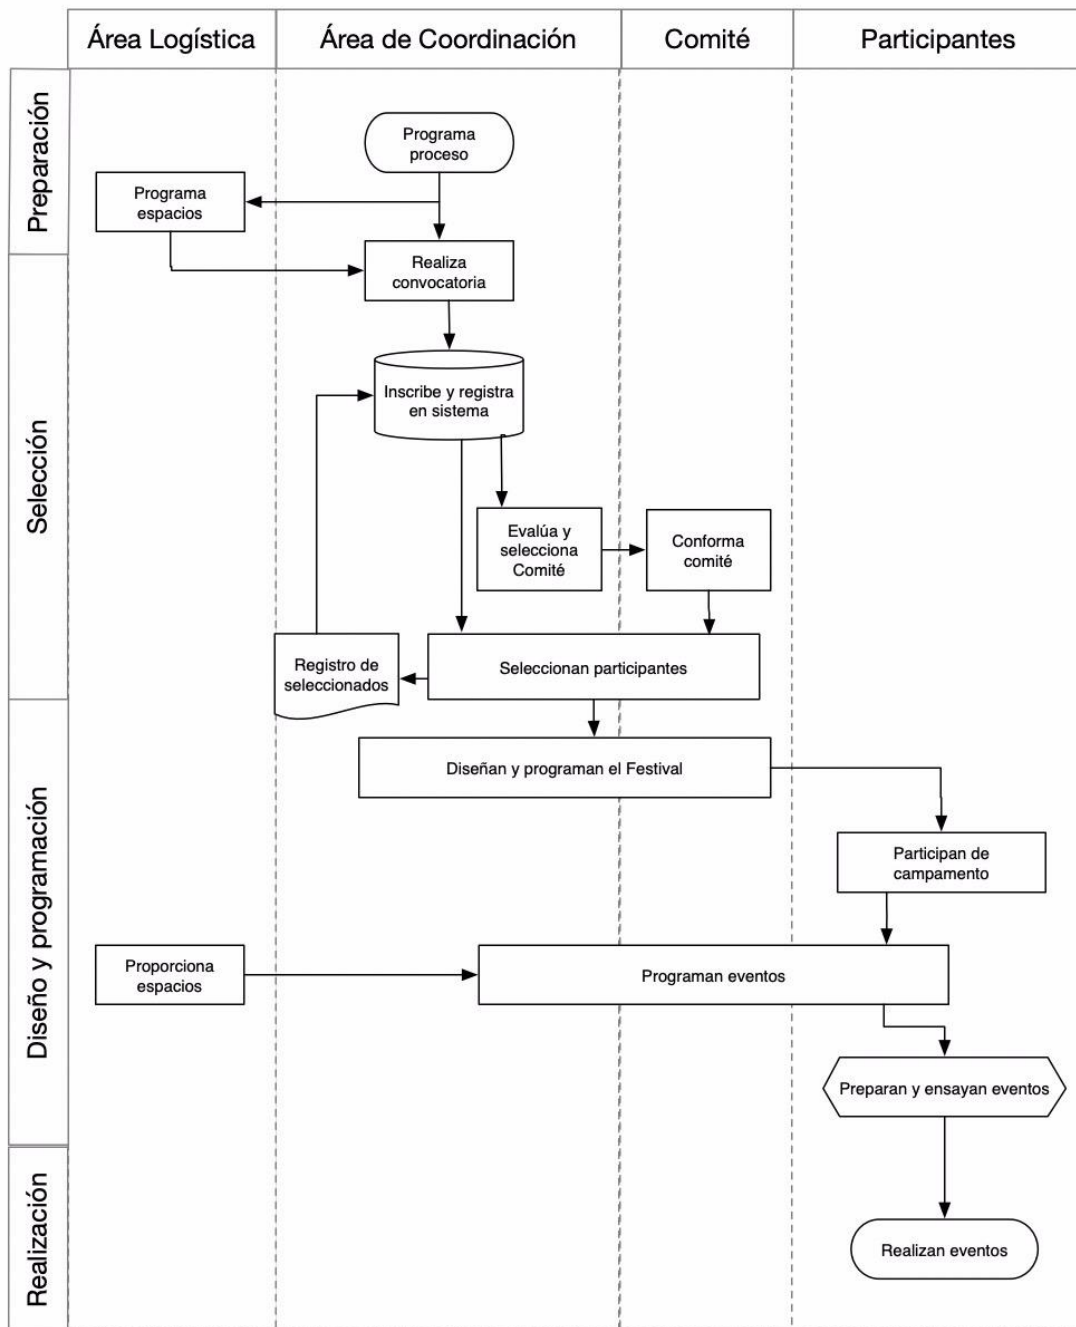 Área Logística
Área de Coordinación
Comité
Participantes
Preparación
Programa
proceso
Programa
espacios
Selección
Realiza
convocatoria
Inscribe y registra
en sistema
Evalúa y
selecciona
Comité
Conforma
comité
Registro de
seleccionados
Seleccionan participantes
Diseño y programación
Diseñan y programan el Festival
Participan de
campamento
Proporciona
espacios
Programan eventos
Preparan y ensayan eventos
Realización
Realizan eventos